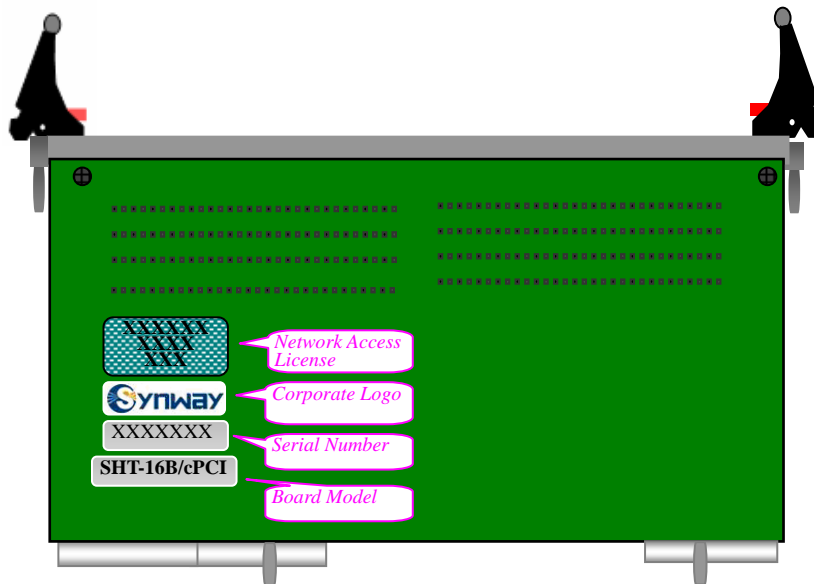 XXXXXX
XXXX
XXX
Network Access
License
SYNWAY
Corporate Logo
XXXXXXX
Serial Number
SHT-16B/cPCI
Board Model